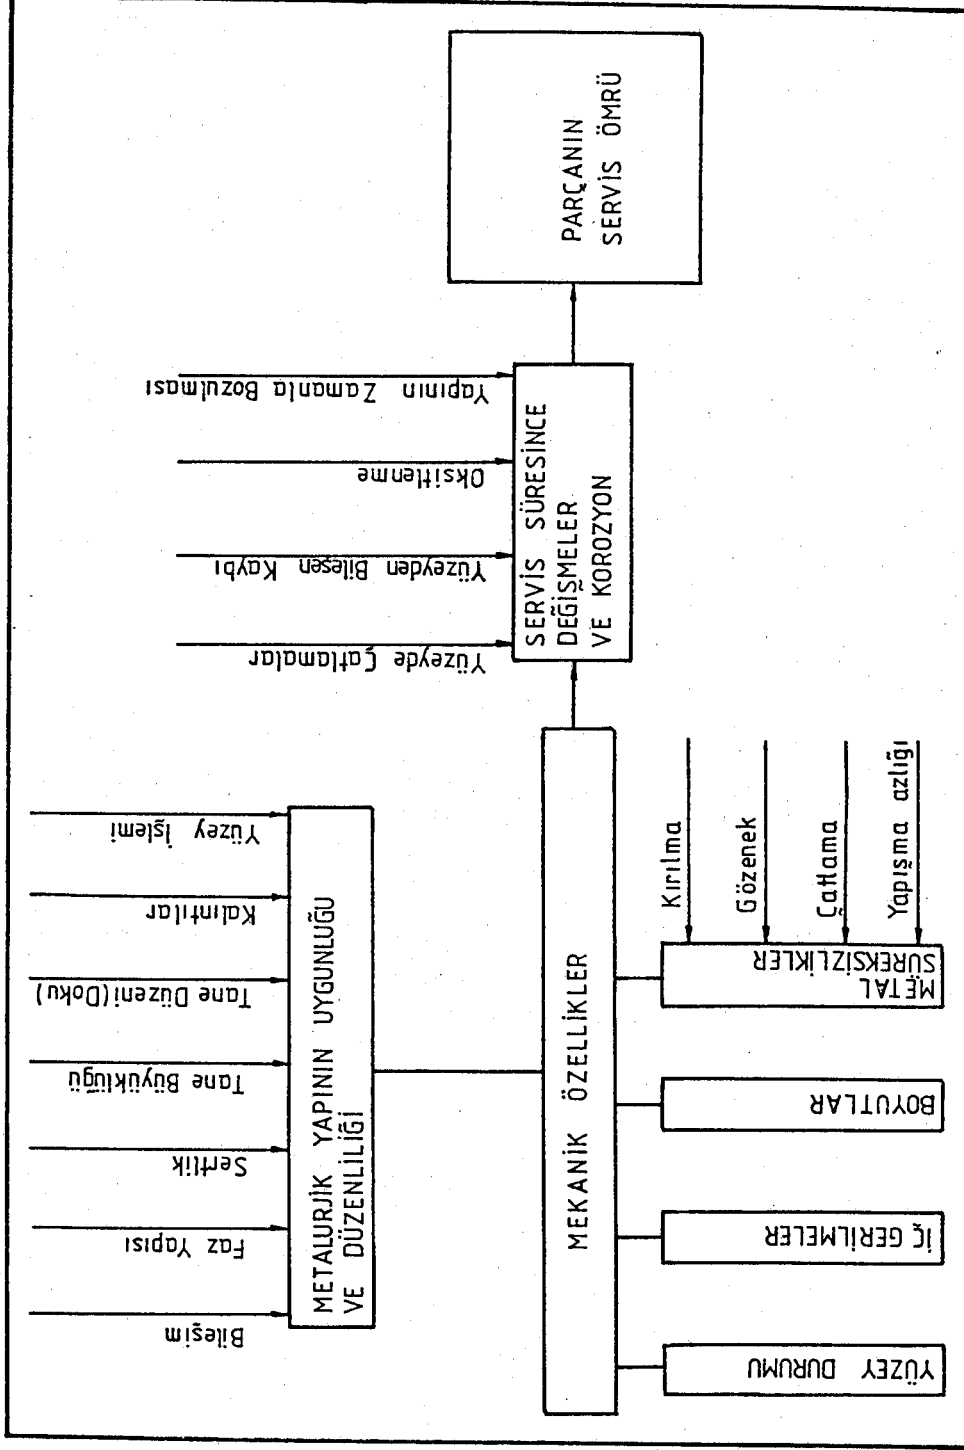 Bileşim
Faz Yapısı
Sertlik
Tane Büyüklüğü
Tane Düzeni(Doku)
Kalıntılar
Yüzey İşlemi
METALURJİK YAPININ UYGUNLUĞU
VE DÜZENLİLİĞİ
MEKANİK ÖZELLİKLER
YÜZEY DURUMU
İÇ GERİLMELER
BOYUTLAR
METAL
SÜREKSİZLİKLER
Kırılma
Gözenek
Çatlama
Yapışma azlığı
Yüzeyde Çatlamalar
Yüzeyden Bileşen Kaybı
Oksitlenme
Yapının Zamanla Bozulması
SERVİS SÜRESİNCE
DEĞİŞMELER
VE KOROZYON
PARÇANIN
SERVİS ÖMRÜ